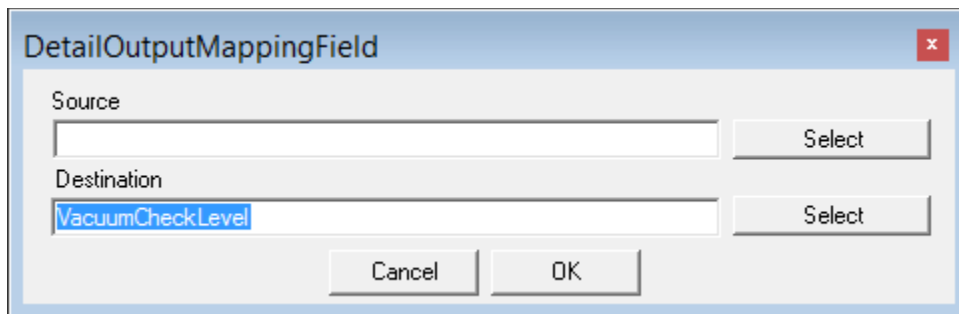 DetailOutputMappingField
x
Source
Select
Destination
VacuumCheckLevel
Select
Cancel OK